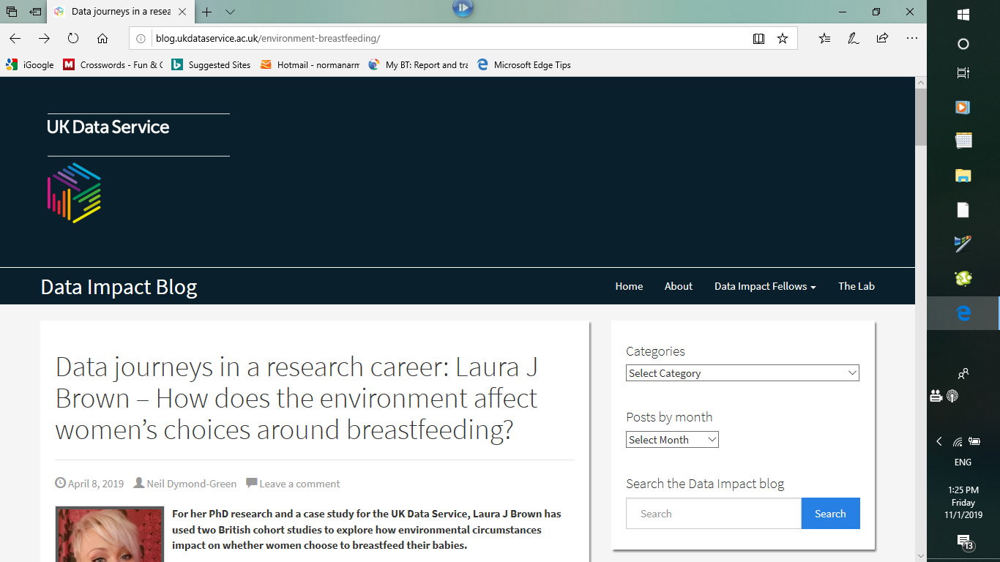 Data journeys in a resea
blog.ukdataservice.ac.uk/environment-breastfeeding/
iGoogle
Crosswords - Fun & C
Suggested Sites
Hotmail - normanarm
My BT: Report and tra
Microsoft Edge Tips
UK Data Service
Data Impact Blog
Home
About
Data Impact Fellows
The Lab
Data journeys in a research career: Laura J
Brown – How does the environment affect
women’s choices around breastfeeding?
April 8, 2019 Neil Dymond-Green Leave a comment
For her PhD research and a case study for the UK Data Service, Laura J Brown has
used two British cohort studies to explore how environmental circumstances
impact on whether women choose to breastfeed their babies.
Categories
Select Category
Posts by month
Select Month
Search the Data Impact blog
Search
Search
ENG
1:25 PM
Friday
11/1/2019
13